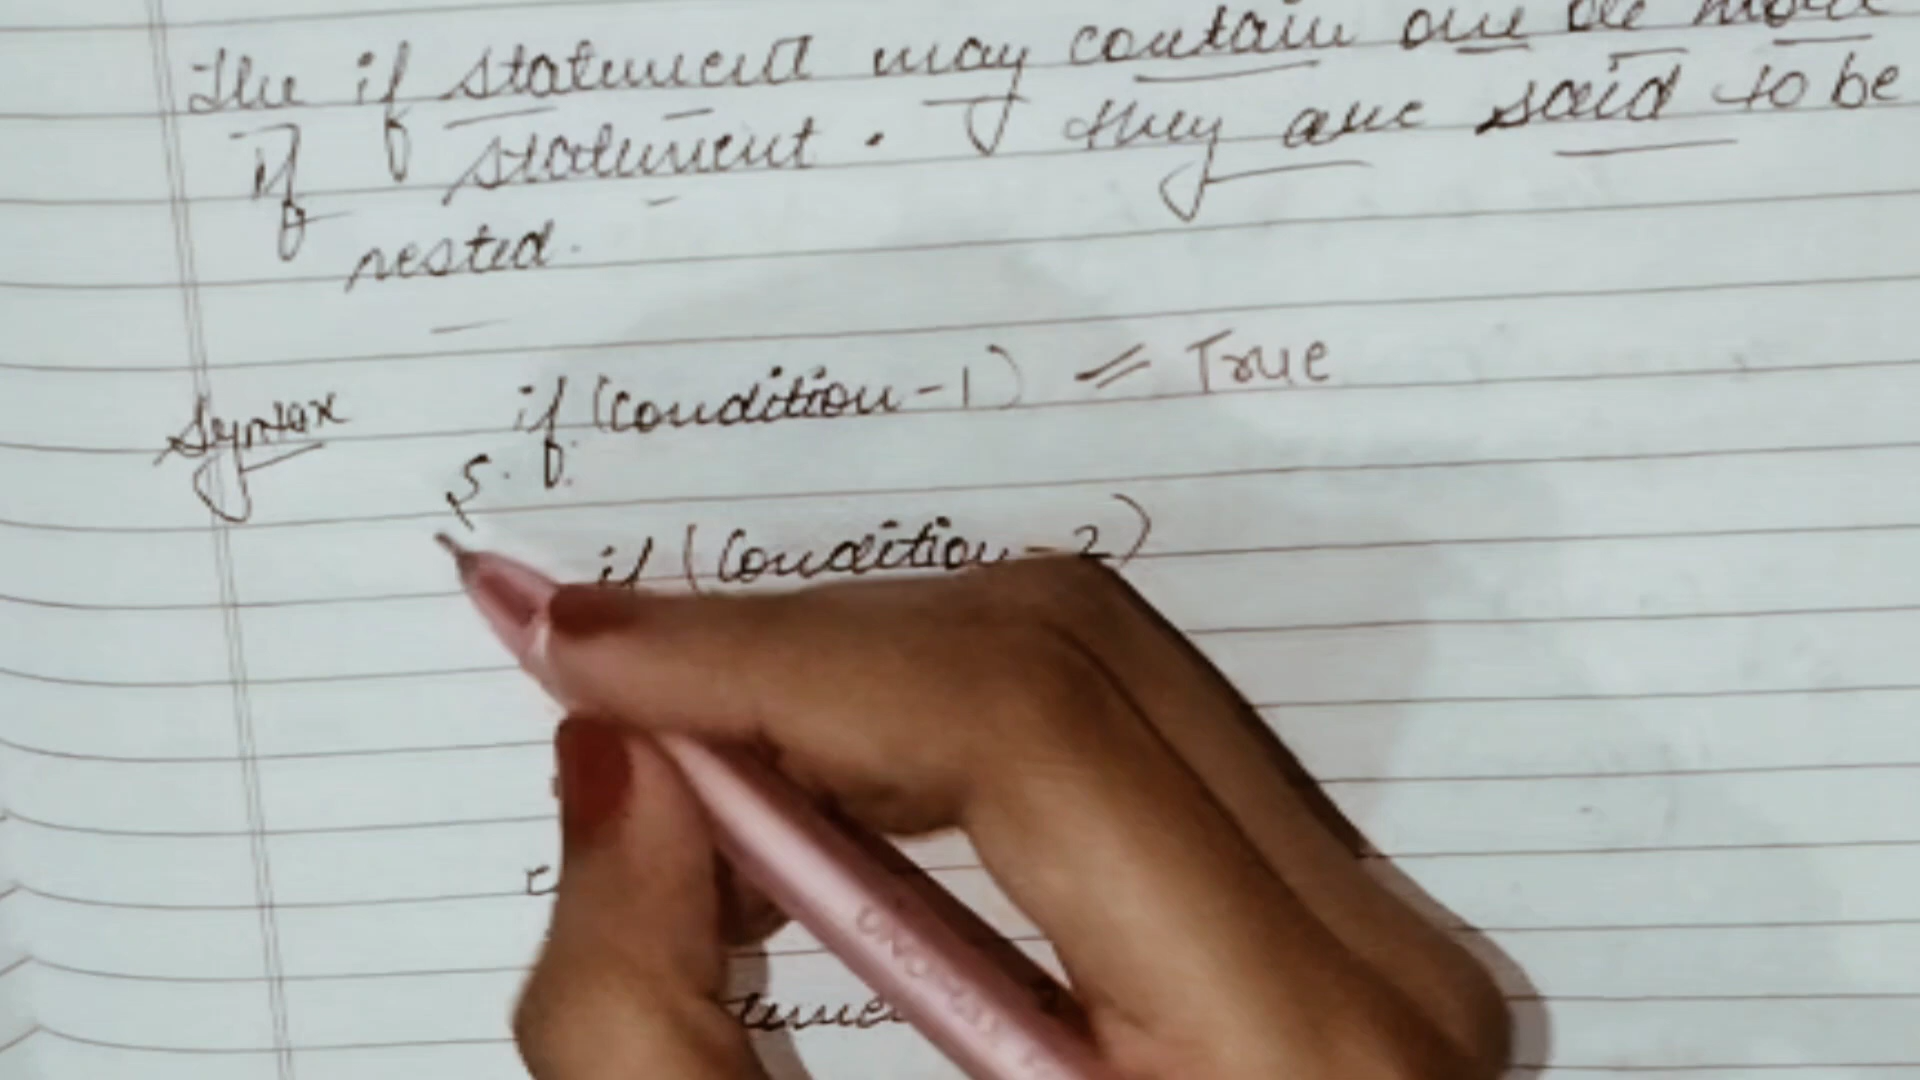 The if statement may contain one or more
if statement. They are said to be
nested.
Syntax if (condition-1) = True
if (Condition-2)